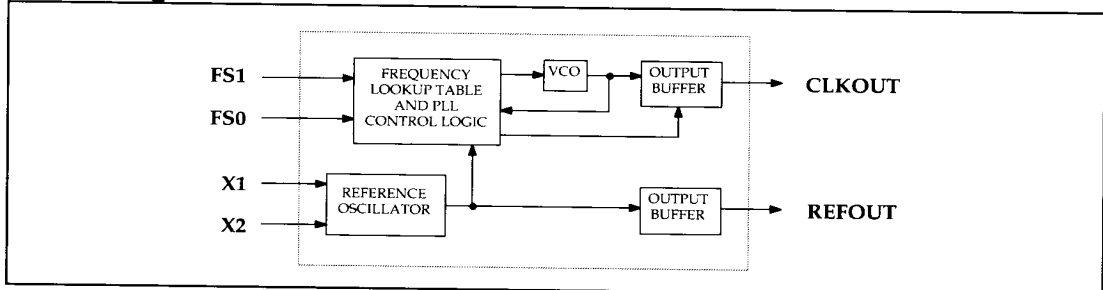 FS1
FS0
X1
X2
FREQUENCY
LOOKUP TABLE
AND PLL
CONTROL LOGIC
VCO
OUTPUT
BUFFER
CLKOUT
REFERENCE
OSCILLATOR
OUTPUT
BUFFER
REFOUT